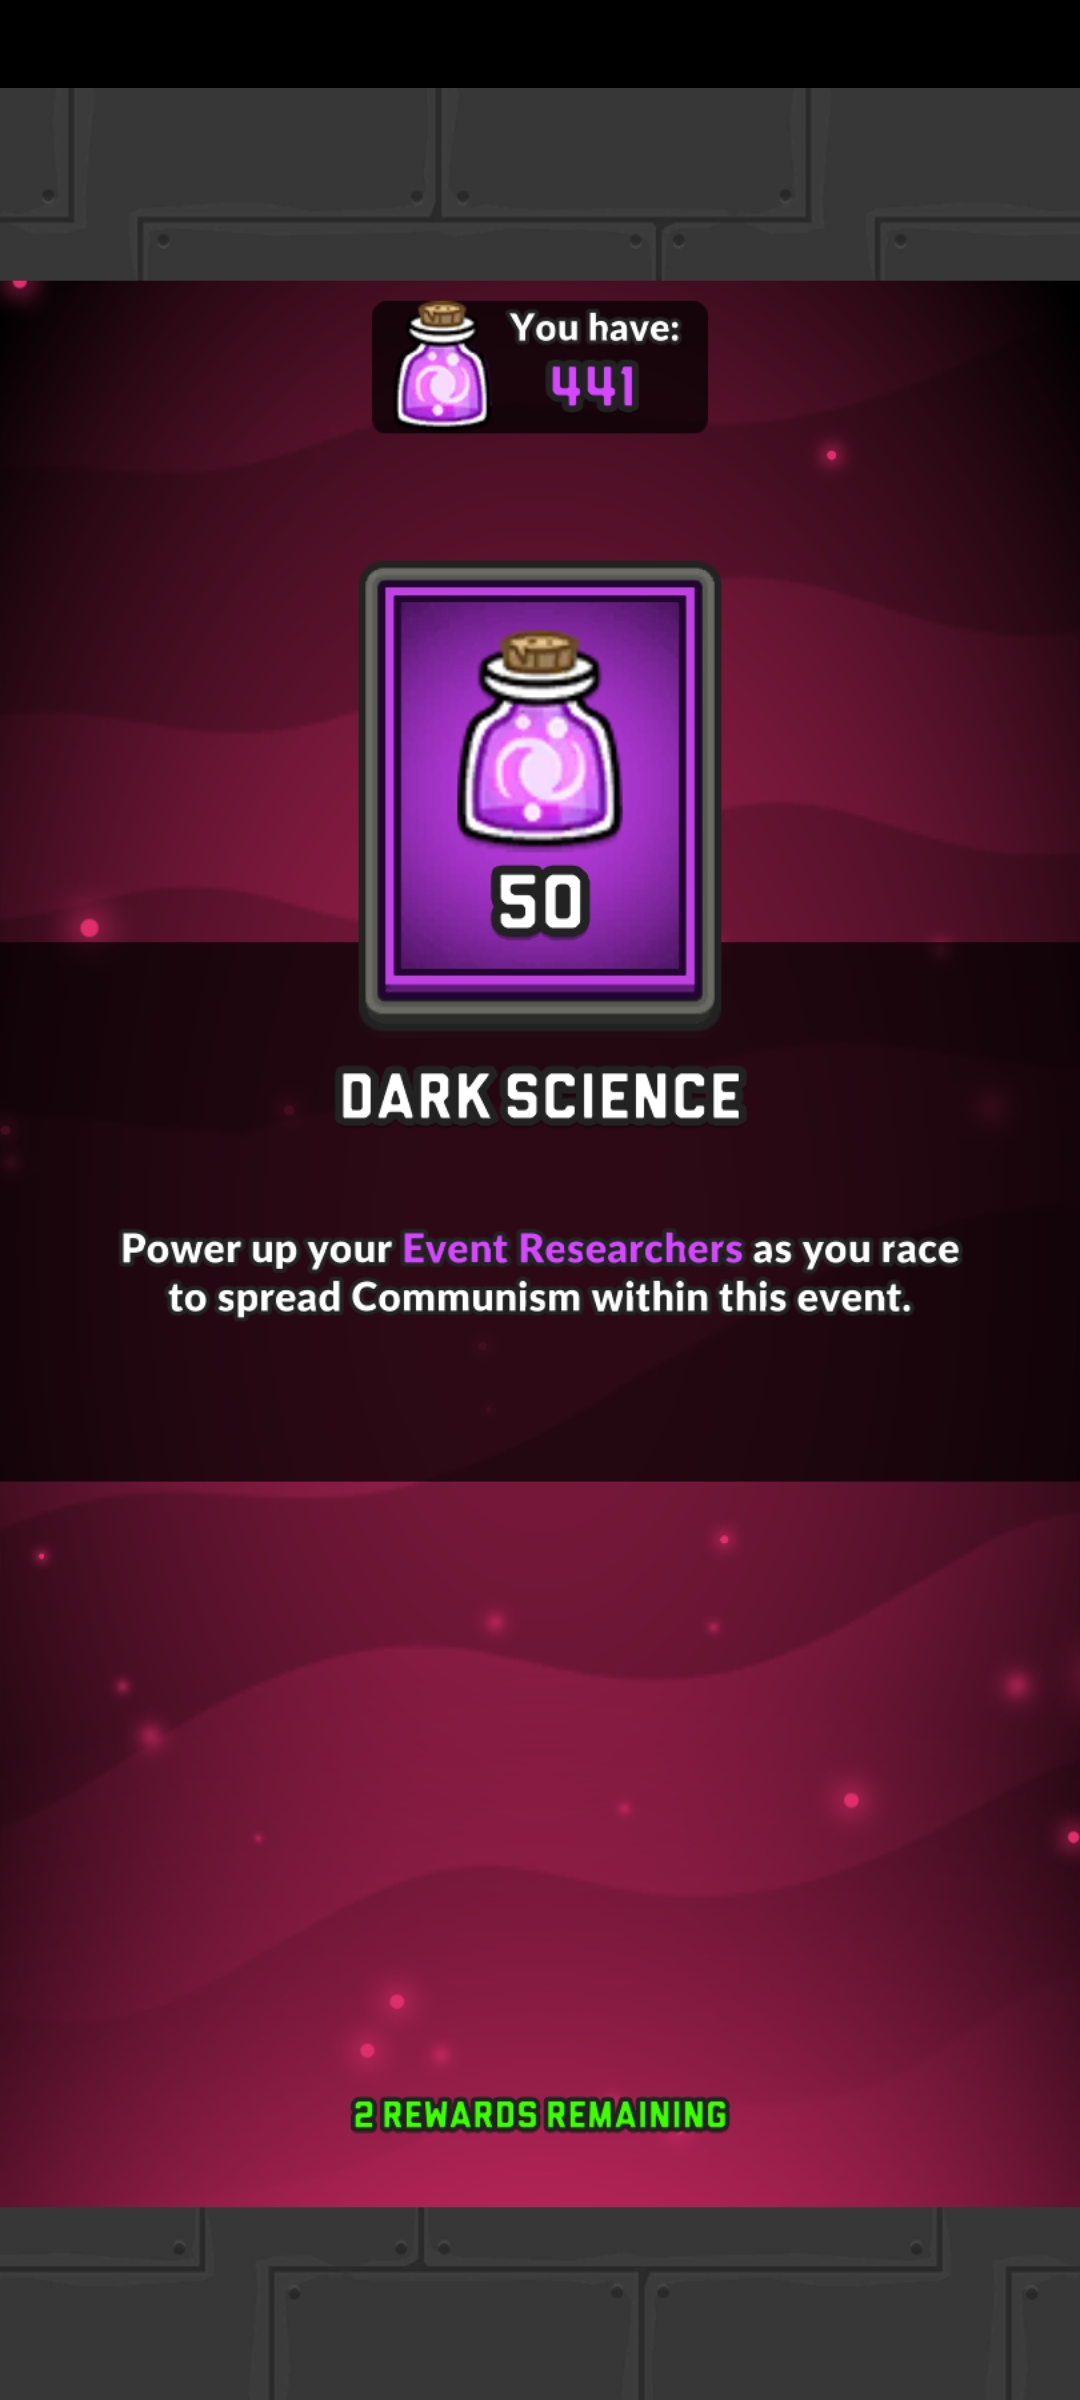 You have:
441
50
DARK SCIENCE
Power up your Event Researchers as you race
to spread Communism within this event.
2 REWARDS REMAINING